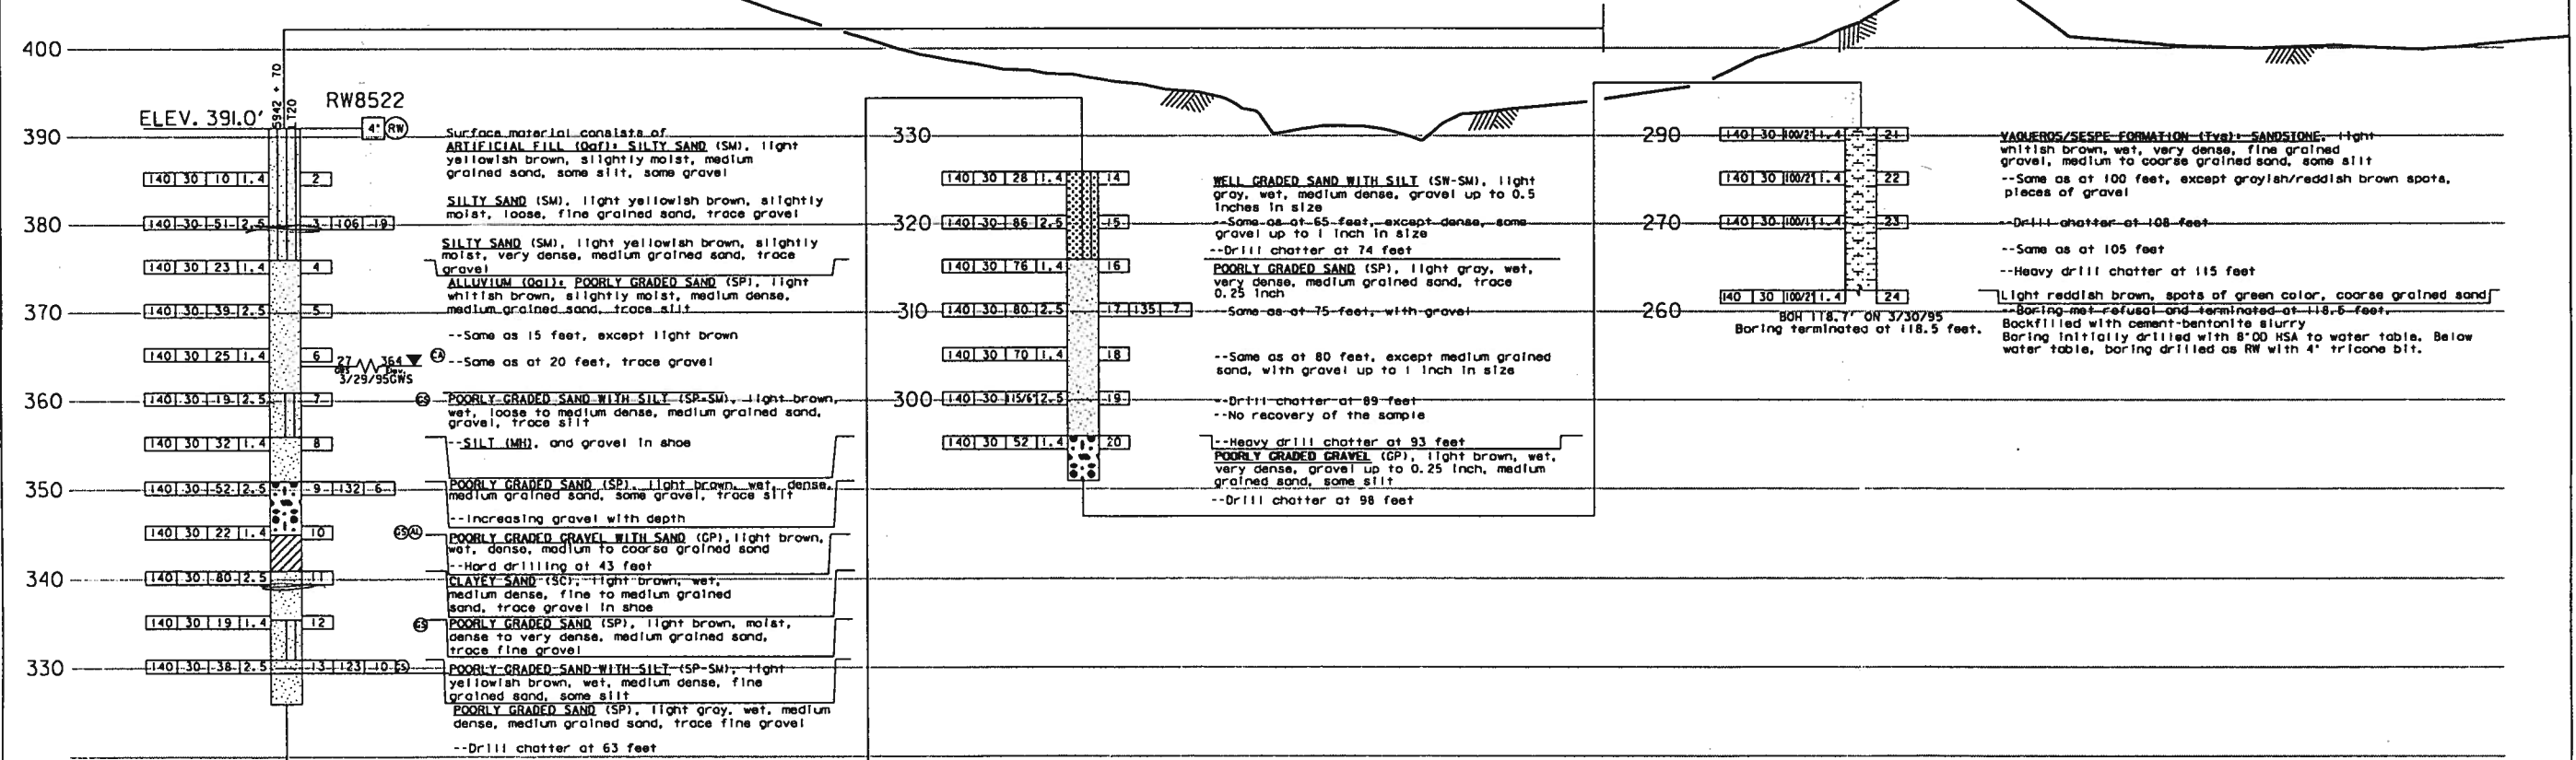 400
5942 + 70
LT20
RW8522
ELEV. 391.0'
4" RW
390
Surface material consists of
ARTIFICIAL FILL (Qaf): SILTY SAND (SM), light
yellowish brown, slightly moist, medium
grained sand, some silt, some gravel
140 30 10 1.4 2
SILTY SAND (SM), light yellowish brown, slightly
moist, loose, fine grained sand, trace gravel
380
140 30 51 2.5 3 106 19
SILTY SAND (SM), light yellowish brown, slightly
moist, very dense, medium grained sand, trace
gravel
140 30 23 1.4 4
ALLUVIUM (Qal): POORLY GRADED SAND (SP), light
whitish brown, slightly moist, medium dense,
medium grained sand, trace silt
370
140 30 39 2.5 5
--Same as 15 feet, except light brown
140 30 25 1.4 6
27 364
3/29/95GWS
CA
--Same as at 20 feet, trace gravel
360
140 30 19 2.5 7
GS
POORLY GRADED SAND WITH SILT (SP-SM), light brown,
wet, loose to medium dense, medium grained sand,
gravel, trace silt
140 30 32 1.4 8
--SILT (MH), and gravel in shoe
350
140 30 52 2.5 9 132 6
POORLY GRADED SAND (SP), light brown, wet, dense,
medium grained sand, some gravel, trace silt
--Increasing gravel with depth
140 30 22 1.4 10
GS AL
POORLY GRADED GRAVEL WITH SAND (GP), light brown,
wet, dense, medium to coarse grained sand
--Hard drilling at 43 feet
340
140 30 80 2.5 11
CLAYEY SAND (SC), light brown, wet,
medium dense, fine to medium grained
sand, trace gravel in shoe
140 30 19 1.4 12
GS
POORLY GRADED SAND (SP), light brown, moist,
dense to very dense, medium grained sand,
trace fine gravel
330
140 30 38 2.5 13 123 10 GS
POORLY GRADED SAND WITH SILT (SP-SM), light
yellowish brown, wet, medium dense, fine
grained sand, some silt
POORLY GRADED SAND (SP), light gray, wet, medium
dense, medium grained sand, trace fine gravel
--Drill chatter at 63 feet
330
140 30 28 1.4 14
WELL GRADED SAND WITH SILT (SW-SM), light
gray, wet, medium dense, gravel up to 0.5
inches in size
320
140 30 86 2.5 15
--Same as at 65 feet, except dense, some
gravel up to 1 inch in size
--Drill chatter at 74 feet
140 30 76 1.4 16
POORLY GRADED SAND (SP), light gray, wet,
very dense, medium grained sand, trace
0.25 inch
310
140 30 80 2.5 17 135 7
--Same as at 75 feet, with gravel
140 30 70 1.4 18
--Same as at 80 feet, except medium grained
sand, with gravel up to 1 inch in size
300
140 30 115/6" 2.5 19
--Drill chatter at 89 feet
--No recovery of the sample
140 30 52 1.4 20
--Heavy drill chatter at 93 feet
POORLY GRADED GRAVEL (GP), light brown, wet,
very dense, gravel up to 0.25 inch, medium
grained sand, some silt
--Drill chatter at 98 feet
290
140 30 100/2" 1.4 21
VAQUEROS/SESPE FORMATION (Tvs): SANDSTONE, light
whitish brown, wet, very dense, fine grained
gravel, medium to coarse grained sand, some silt
140 30 100/2" 1.4 22
--Same as at 100 feet, except grayish/reddish brown spots,
pieces of gravel
270
140 30 100/1" 1.4 23
--Drill chatter at 108 feet
--Same as at 105 feet
--Heavy drill chatter at 115 feet
140 30 100/2" 1.4 24
Light reddish brown, spots of green color, coarse grained sand
260
BOH 118.7' ON 3/30/95
Boring terminated at 118.5 feet.
--Boring met refusal and terminated at 118.5 feet.
Backfilled with cement-bentonite slurry
Boring initially drilled with 8"OD HSA to water table. Below
water table, boring drilled as RW with 4" tricone bit.